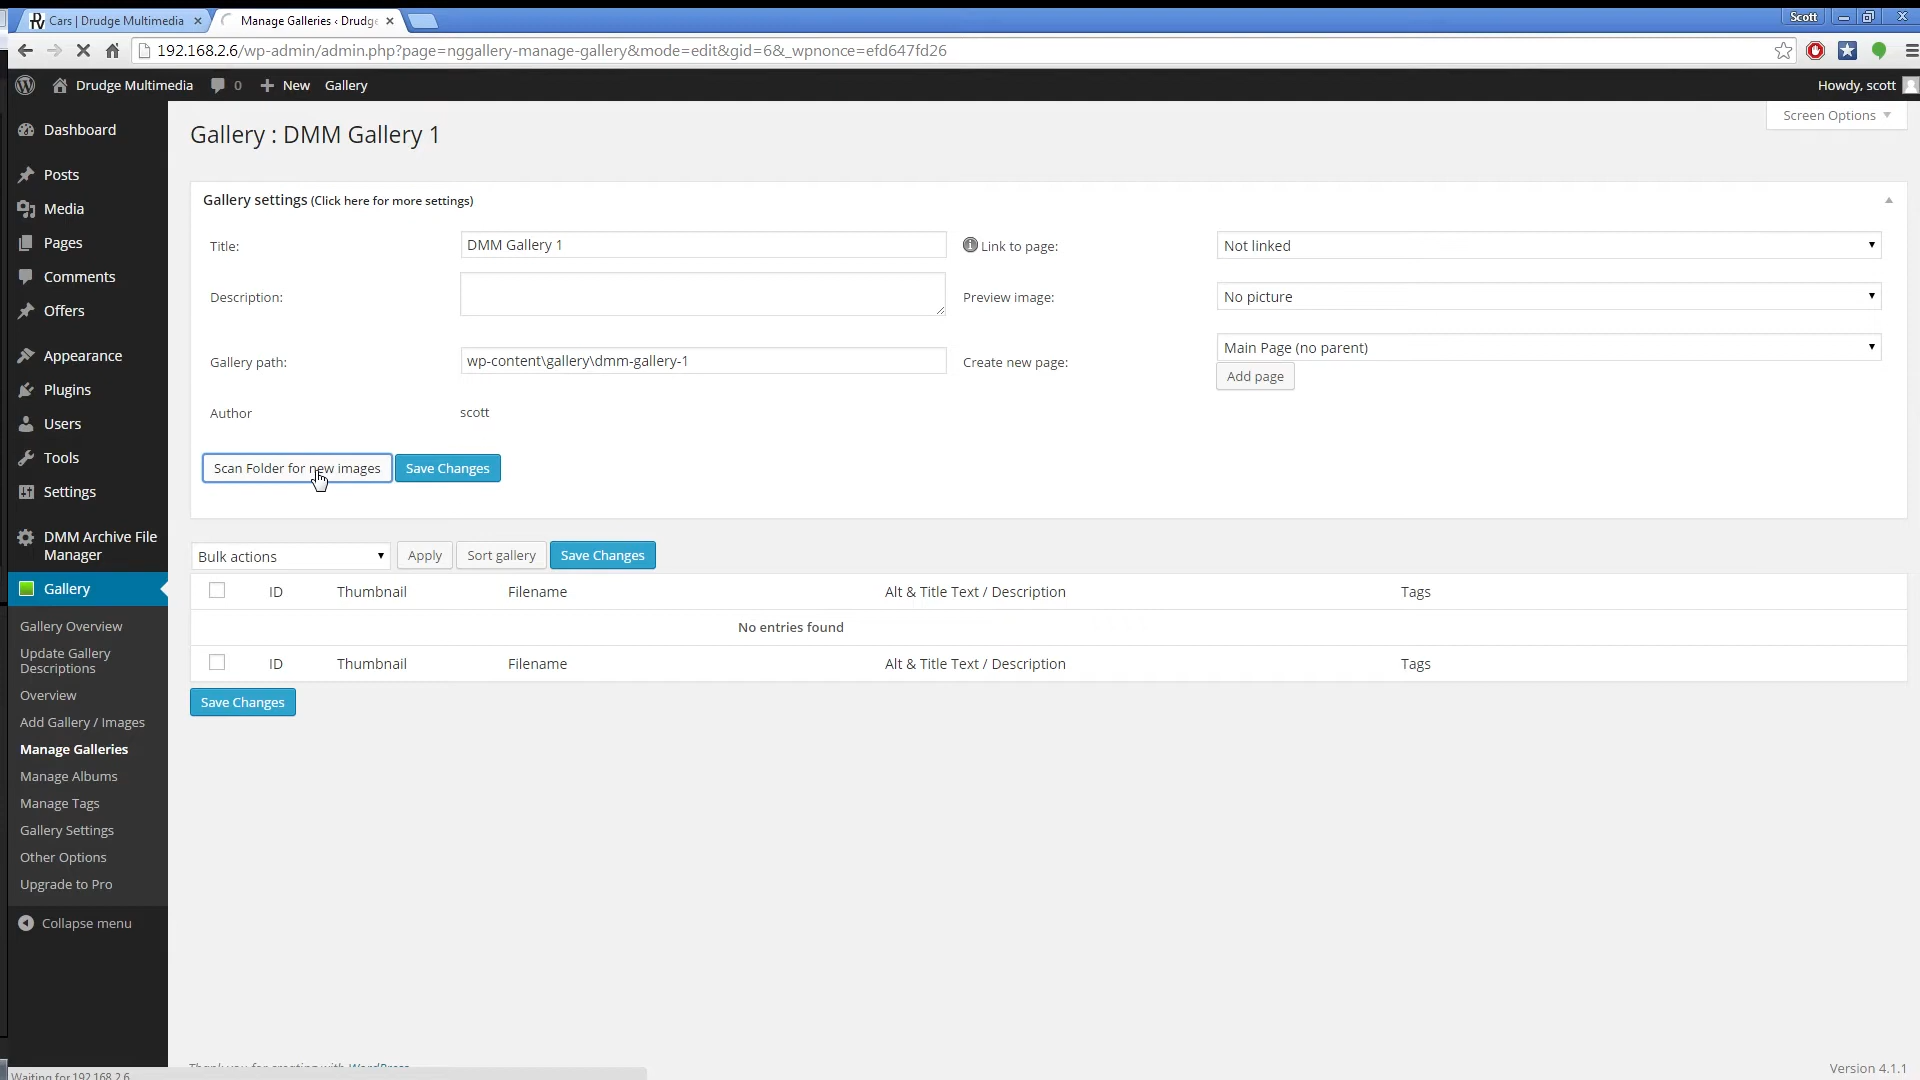 Cars | Drudge Multimedia
Manage Galleries ‹ Drudge
Scott
192.168.2.6/wp-admin/admin.php?page=nggallery-manage-gallery&mode=edit&gid=6&_wpnonce=efd647fd26
Drudge Multimedia
0
New
Gallery
Howdy, scott
Screen Options
Dashboard
Posts
Media
Pages
Comments
Offers
Appearance
Plugins
Users
Tools
Settings
DMM Archive File
Manager
Gallery
Gallery Overview
Update Gallery
Descriptions
Overview
Add Gallery / Images
Manage Galleries
Manage Albums
Manage Tags
Gallery Settings
Other Options
Upgrade to Pro
Collapse menu
Gallery : DMM Gallery 1
Gallery settings (Click here for more settings)
Title:
DMM Gallery 1
Link to page:
Not linked
Description:
Preview image:
No picture
Gallery path:
wp-content\gallery\dmm-gallery-1
Create new page:
Main Page (no parent)
Add page
Author
scott
Scan Folder for new images
Save Changes
Bulk actions
Apply
Sort gallery
Save Changes
ID Thumbnail Filename Alt & Title Text / Description Tags
No entries found
ID Thumbnail Filename Alt & Title Text / Description Tags
Save Changes
Thank you for creating with WordPress
Version 4.1.1
Waiting for 192.168.2.6